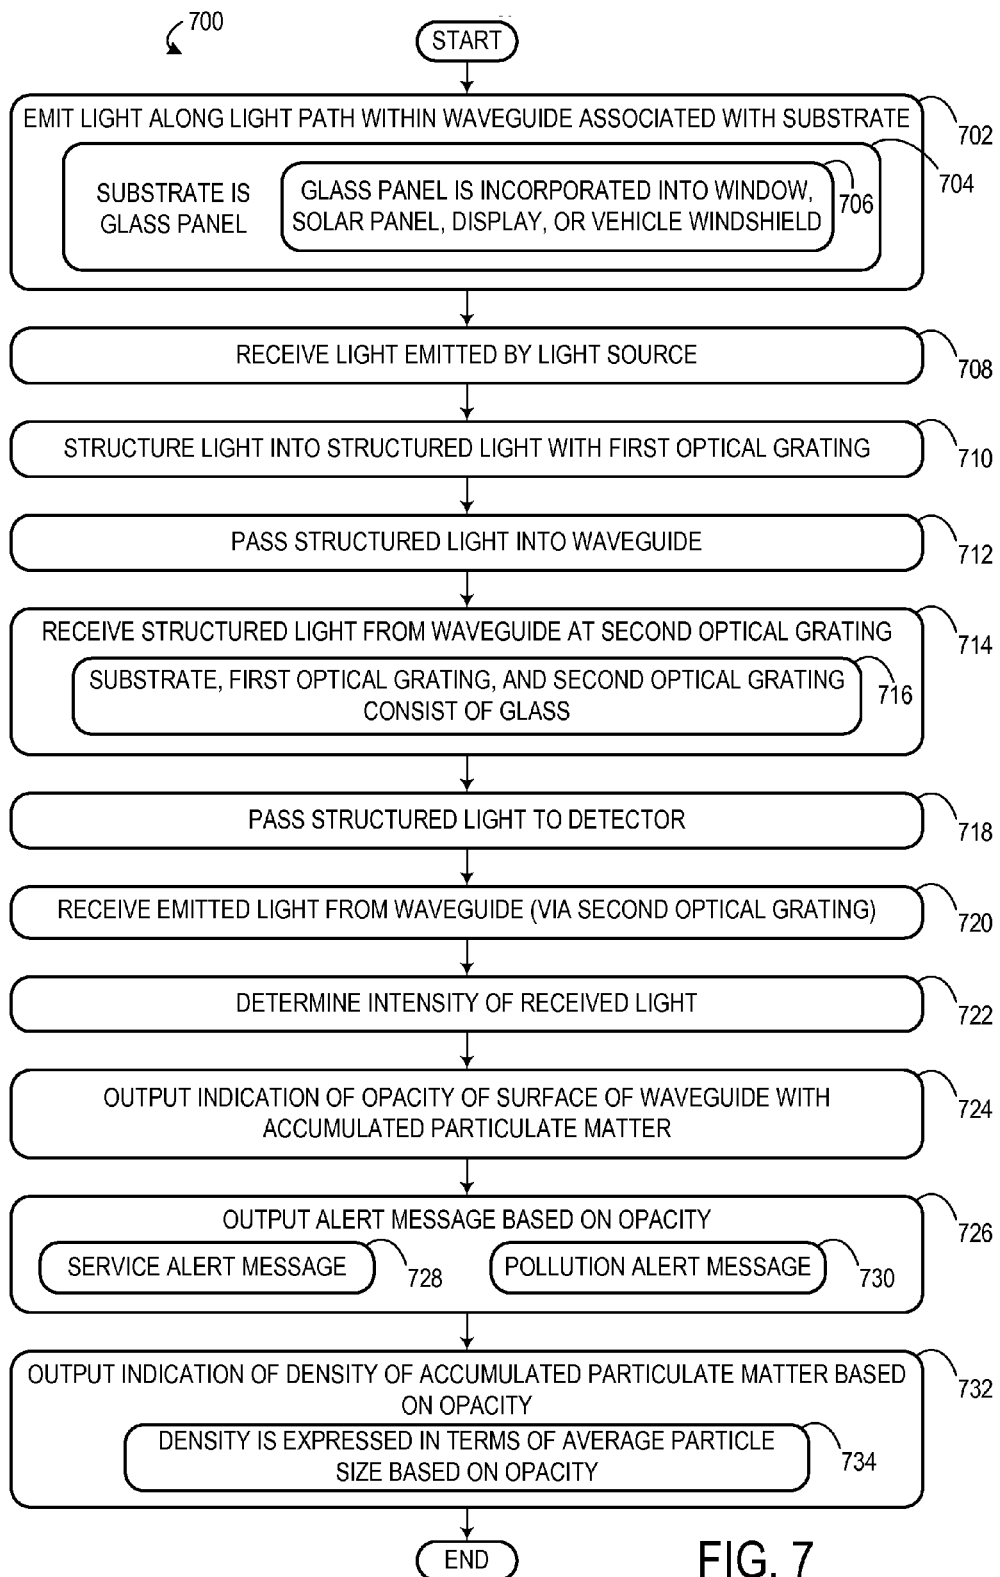 700
START
EMIT LIGHT ALONG LIGHT PATH WITHIN WAVEGUIDE ASSOCIATED WITH SUBSTRATE
702
704
SUBSTRATE IS
GLASS PANEL
GLASS PANEL IS INCORPORATED INTO WINDOW,
SOLAR PANEL, DISPLAY, OR VEHICLE WINDSHIELD
706
RECEIVE LIGHT EMITTED BY LIGHT SOURCE
708
STRUCTURE LIGHT INTO STRUCTURED LIGHT WITH FIRST OPTICAL GRATING
710
PASS STRUCTURED LIGHT INTO WAVEGUIDE
712
RECEIVE STRUCTURED LIGHT FROM WAVEGUIDE AT SECOND OPTICAL GRATING
714
SUBSTRATE, FIRST OPTICAL GRATING, AND SECOND OPTICAL GRATING
CONSIST OF GLASS
716
PASS STRUCTURED LIGHT TO DETECTOR
718
RECEIVE EMITTED LIGHT FROM WAVEGUIDE (VIA SECOND OPTICAL GRATING)
720
DETERMINE INTENSITY OF RECEIVED LIGHT
722
OUTPUT INDICATION OF OPACITY OF SURFACE OF WAVEGUIDE WITH
ACCUMULATED PARTICULATE MATTER
724
OUTPUT ALERT MESSAGE BASED ON OPACITY
726
SERVICE ALERT MESSAGE
728
POLLUTION ALERT MESSAGE
730
OUTPUT INDICATION OF DENSITY OF ACCUMULATED PARTICULATE MATTER BASED
ON OPACITY
732
DENSITY IS EXPRESSED IN TERMS OF AVERAGE PARTICLE
SIZE BASED ON OPACITY
734
END
FIG. 7